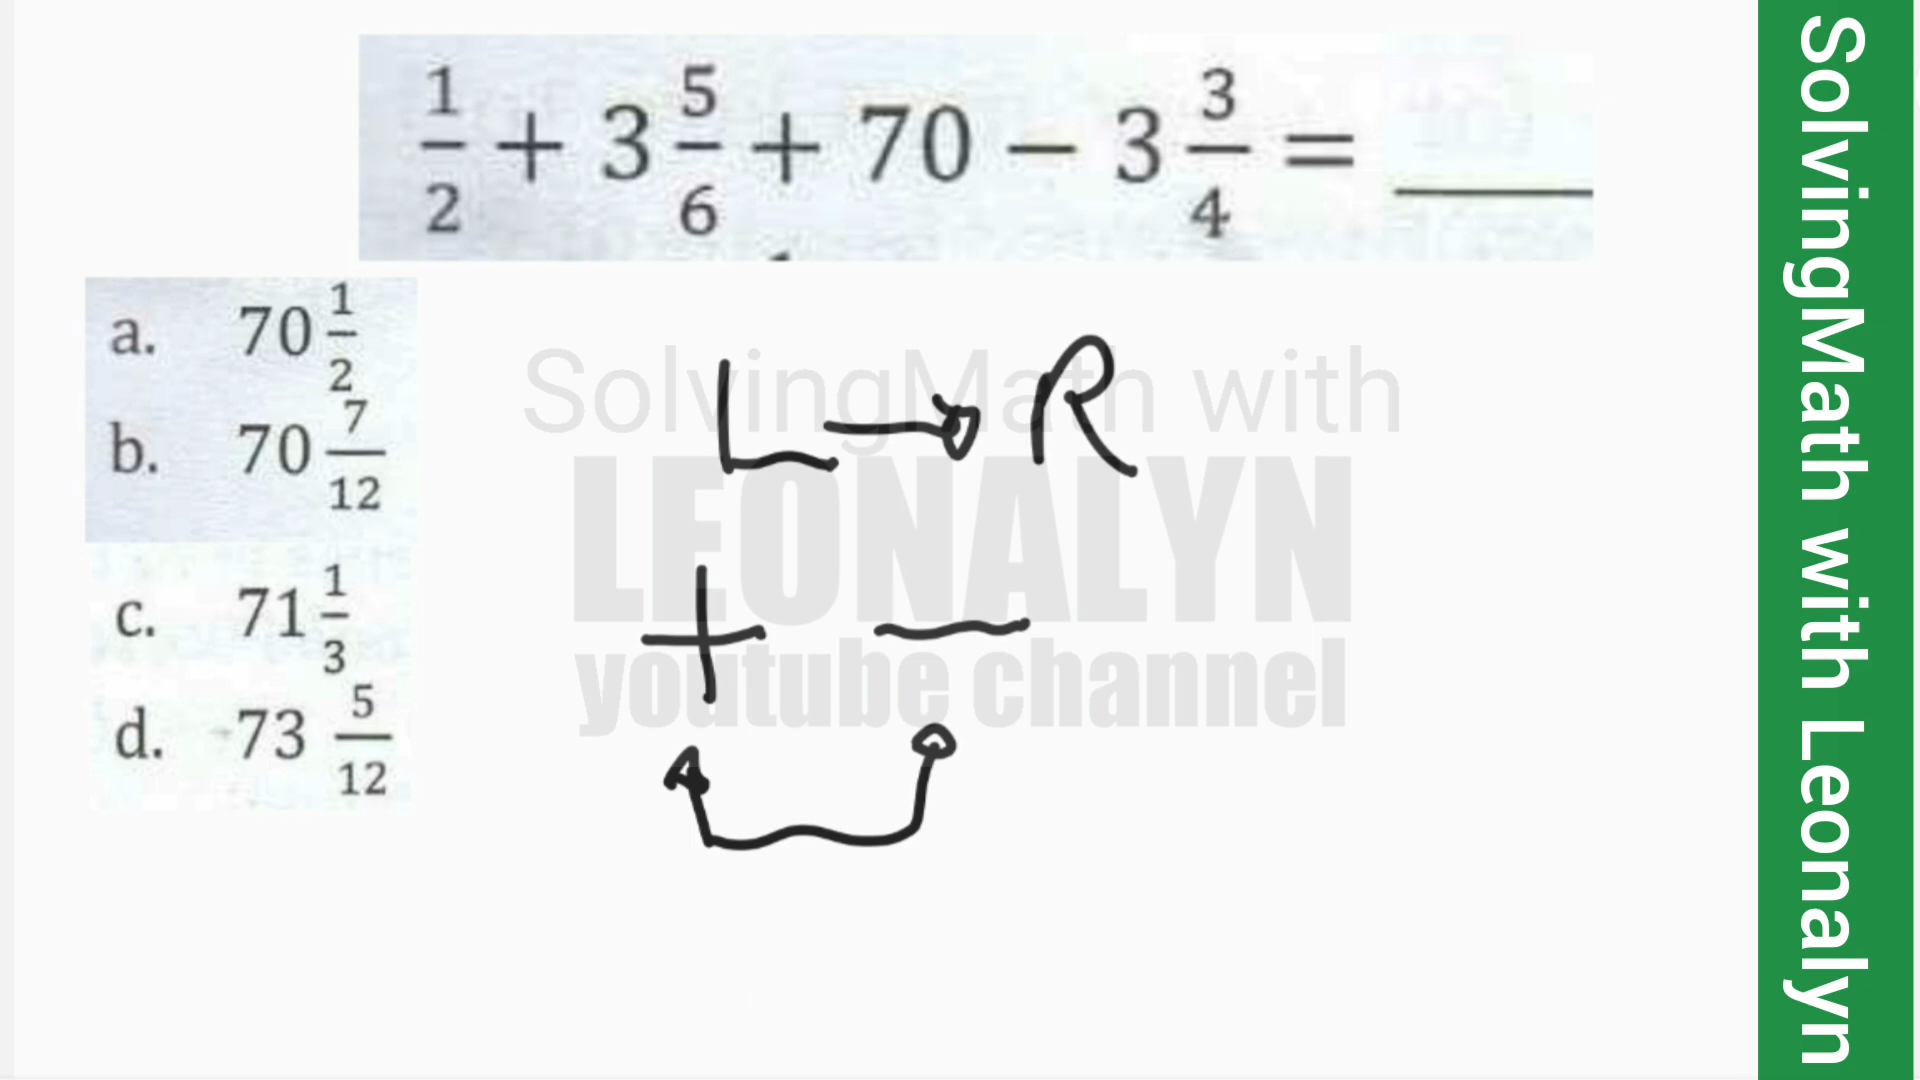 1/2 + 3 5/6 + 70 − 3 3/4 = ____
a. 70 1/2
b. 70 7/12
c. 71 1/3
d. 73 5/12
L → R
+ −
SolvingMath with
LEONALYN
youtube channel
SolvingMath with Leonalyn